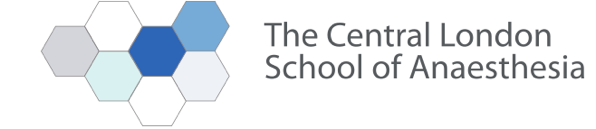 The Central London
School of Anaesthesia